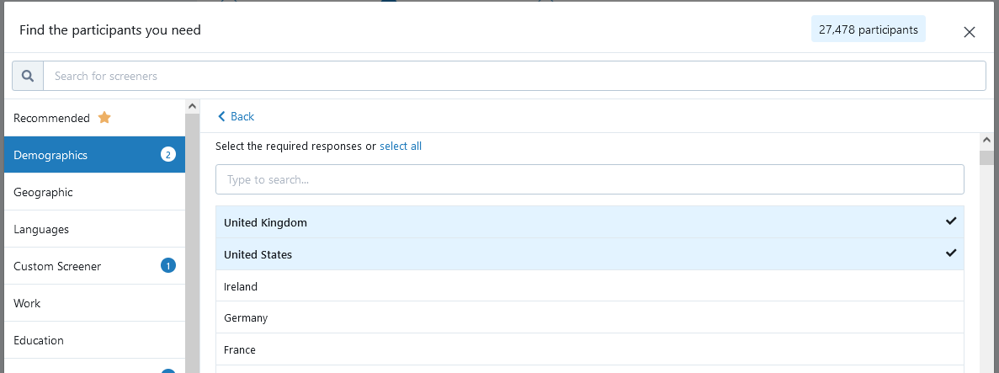 Find the participants you need
27,478 participants
Search for screeners
Recommended
Demographics 2
Geographic
Languages
Custom Screener 1
Work
Education
Back
Select the required responses or select all
Type to search...
United Kingdom
United States
Ireland
Germany
France